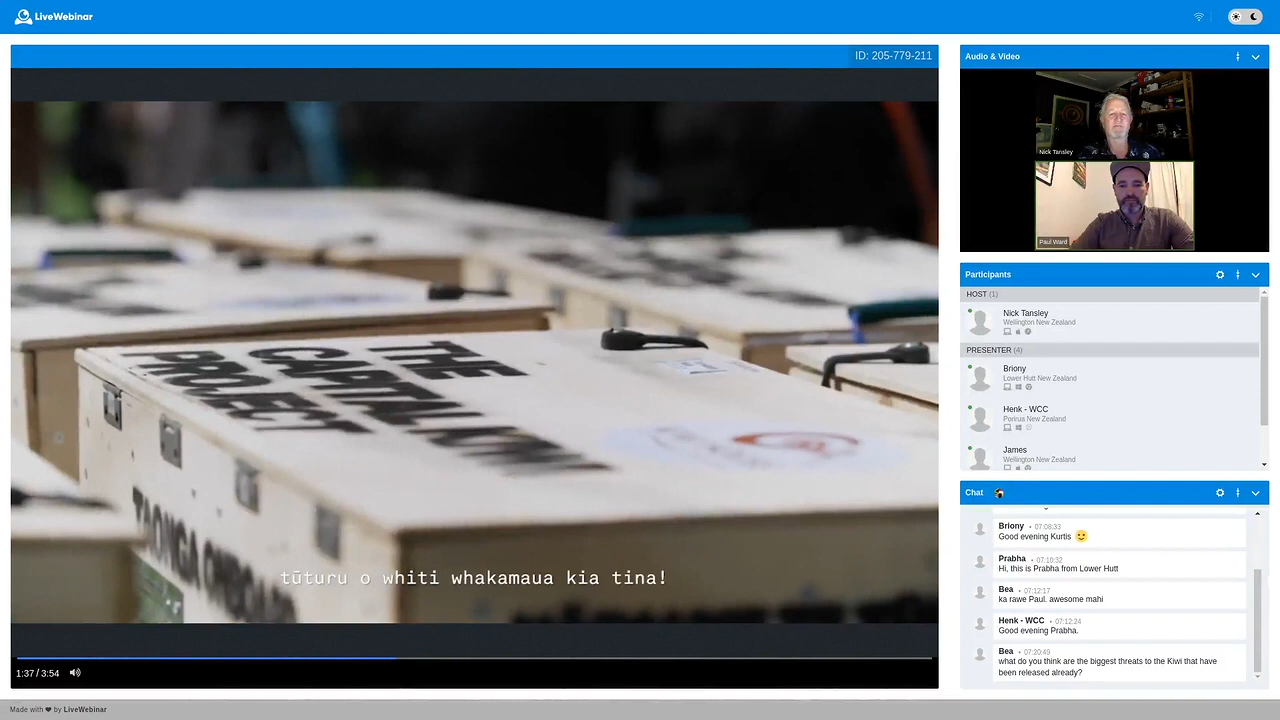 LiveWebinar
ID: 205-779-211
THE
CAPITAL KIWI
PROJECT
TAONGA
tūturu o whiti whakamaua kia tina!
1:37 / 3:54
Audio & Video
Nick Tansley
Paul Ward
Participants
HOST (1)
Nick Tansley
Wellington New Zealand
PRESENTER (4)
Briony
Lower Hutt New Zealand
Henk - WCC
Porirua New Zealand
James
Wellington New Zealand
Chat
Briony • 07:08:33
Good evening Kurtis
Prabha • 07:10:32
Hi, this is Prabha from Lower Hutt
Bea • 07:12:17
ka rawe Paul. awesome mahi
Henk - WCC • 07:12:24
Good evening Prabha.
Bea • 07:20:49
what do you think are the biggest threats to the Kiwi that have
been released already?
Made with ❤ by LiveWebinar